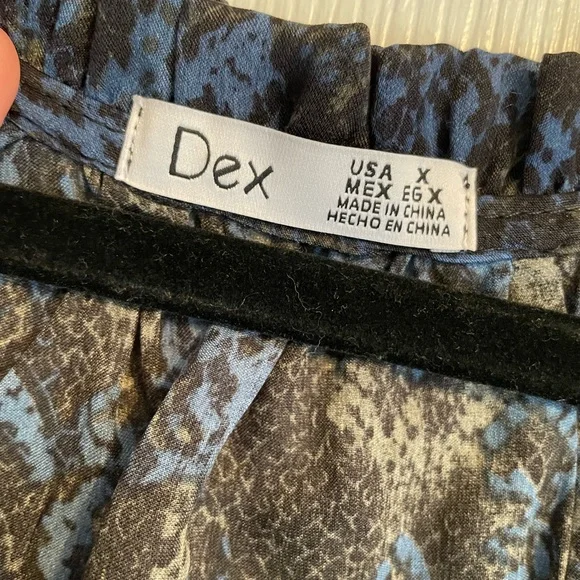 Dex
USA X
MEX EG X
MADE IN CHINA
HECHO EN CHINA